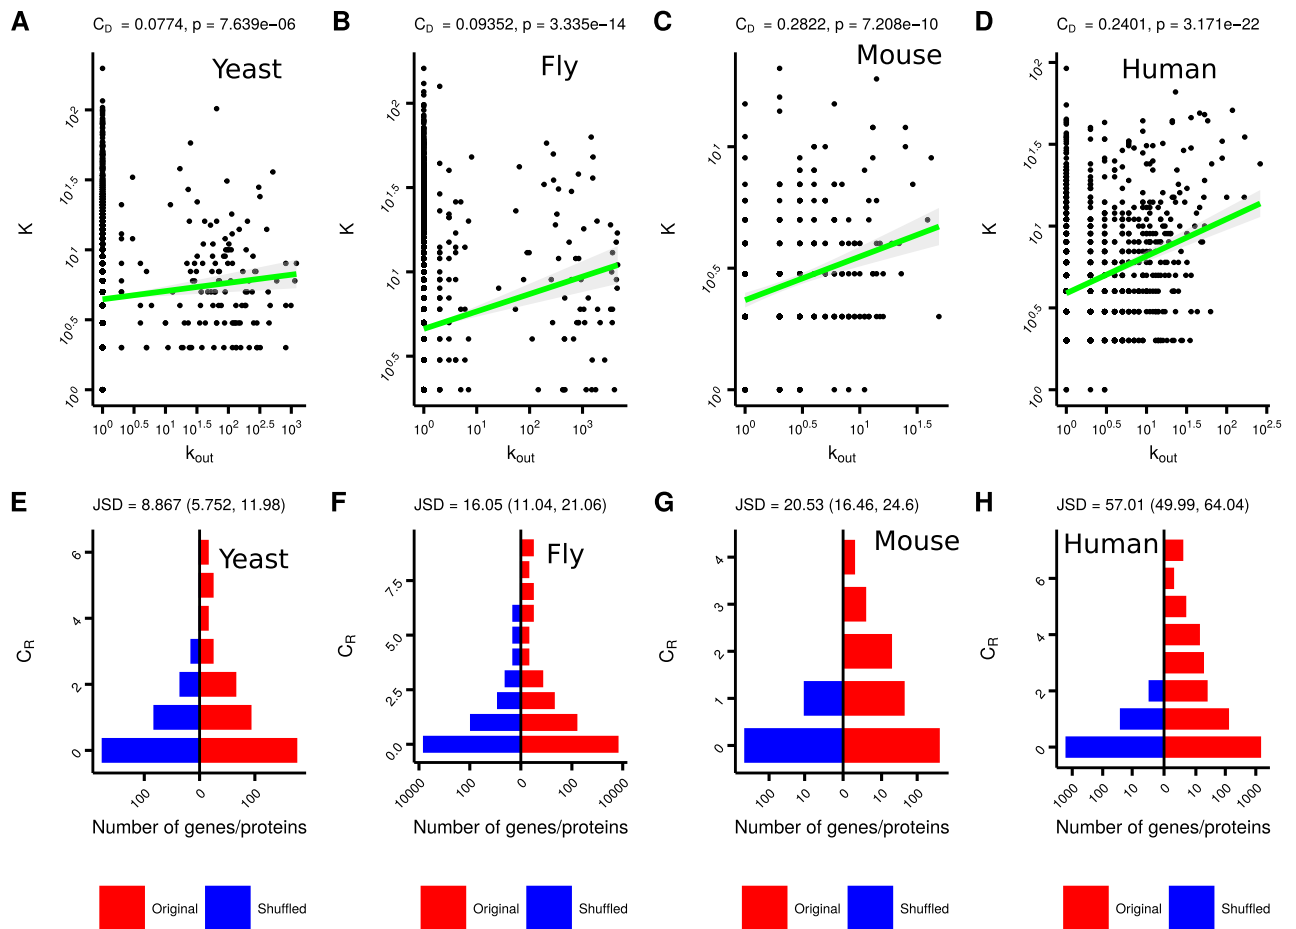 A
C_D = 0.0774, p = 7.639e−06
Yeast
K
10^2
10^1.5
10^1
10^0.5
10^0
10^0 10^0.5 10^1 10^1.5 10^2 10^2.5 10^3
k_out
B
C_D = 0.09352, p = 3.335e−14
Fly
K
10^2
10^1.5
10^1
10^0.5
10^0 10^1 10^2 10^3
k_out
C
C_D = 0.2822, p = 7.208e−10
Mouse
K
10^1
10^0.5
10^0
10^0 10^0.5 10^1 10^1.5
k_out
D
C_D = 0.2401, p = 3.171e−22
Human
K
10^2
10^1.5
10^1
10^0.5
10^0
10^0 10^0.5 10^1 10^1.5 10^2 10^2.5
k_out
E
JSD = 8.867 (5.752, 11.98)
Yeast
C_R
6
4
2
0
100 0 100
Number of genes/proteins
Original Shuffled
F
JSD = 16.05 (11.04, 21.06)
Fly
C_R
7.5
5.0
2.5
0.0
10000 100 0 100 10000
Number of genes/proteins
Original Shuffled
G
JSD = 20.53 (16.46, 24.6)
Mouse
C_R
4
3
2
1
0
100 10 0 10 100
Number of genes/proteins
Original Shuffled
H
JSD = 57.01 (49.99, 64.04)
Human
C_R
6
4
2
0
1000 100 10 0 10 100 1000
Number of genes/proteins
Original Shuffled